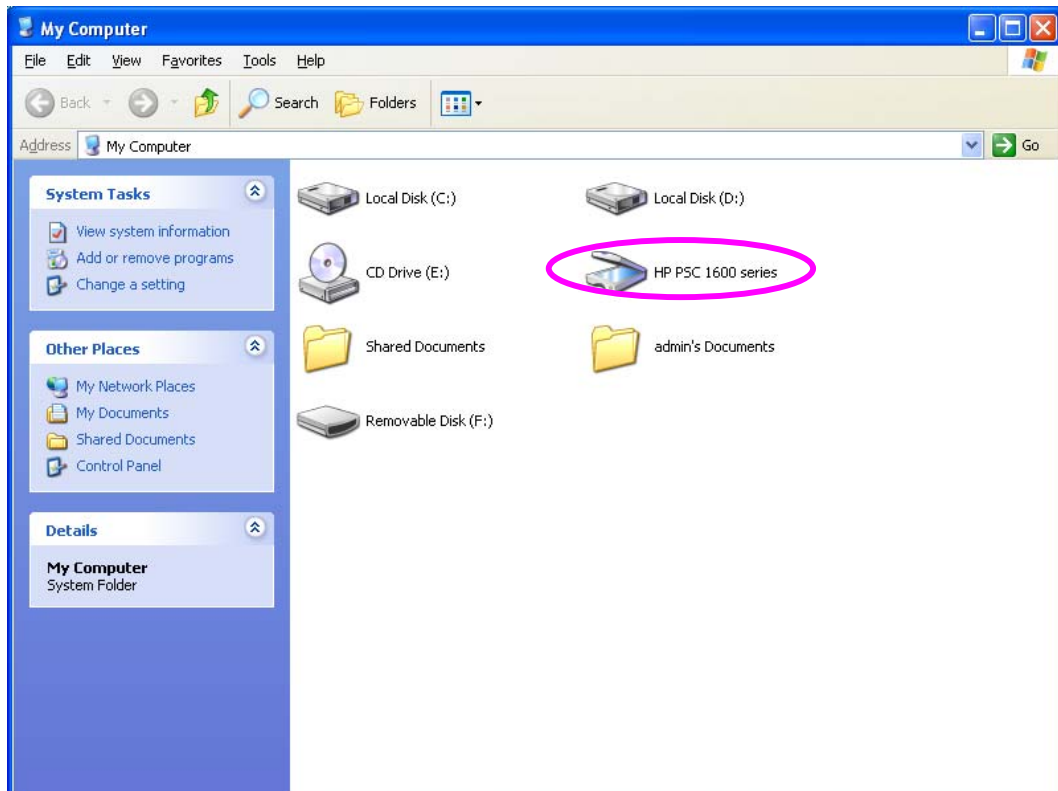 My Computer
File Edit View Favorites Tools Help
Back Search Folders
Address My Computer Go
System Tasks
View system information
Add or remove programs
Change a setting
Other Places
My Network Places
My Documents
Shared Documents
Control Panel
Details
My Computer
System Folder
Local Disk (C:) Local Disk (D:)
CD Drive (E:) HP PSC 1600 series
Shared Documents admin's Documents
Removable Disk (F:)